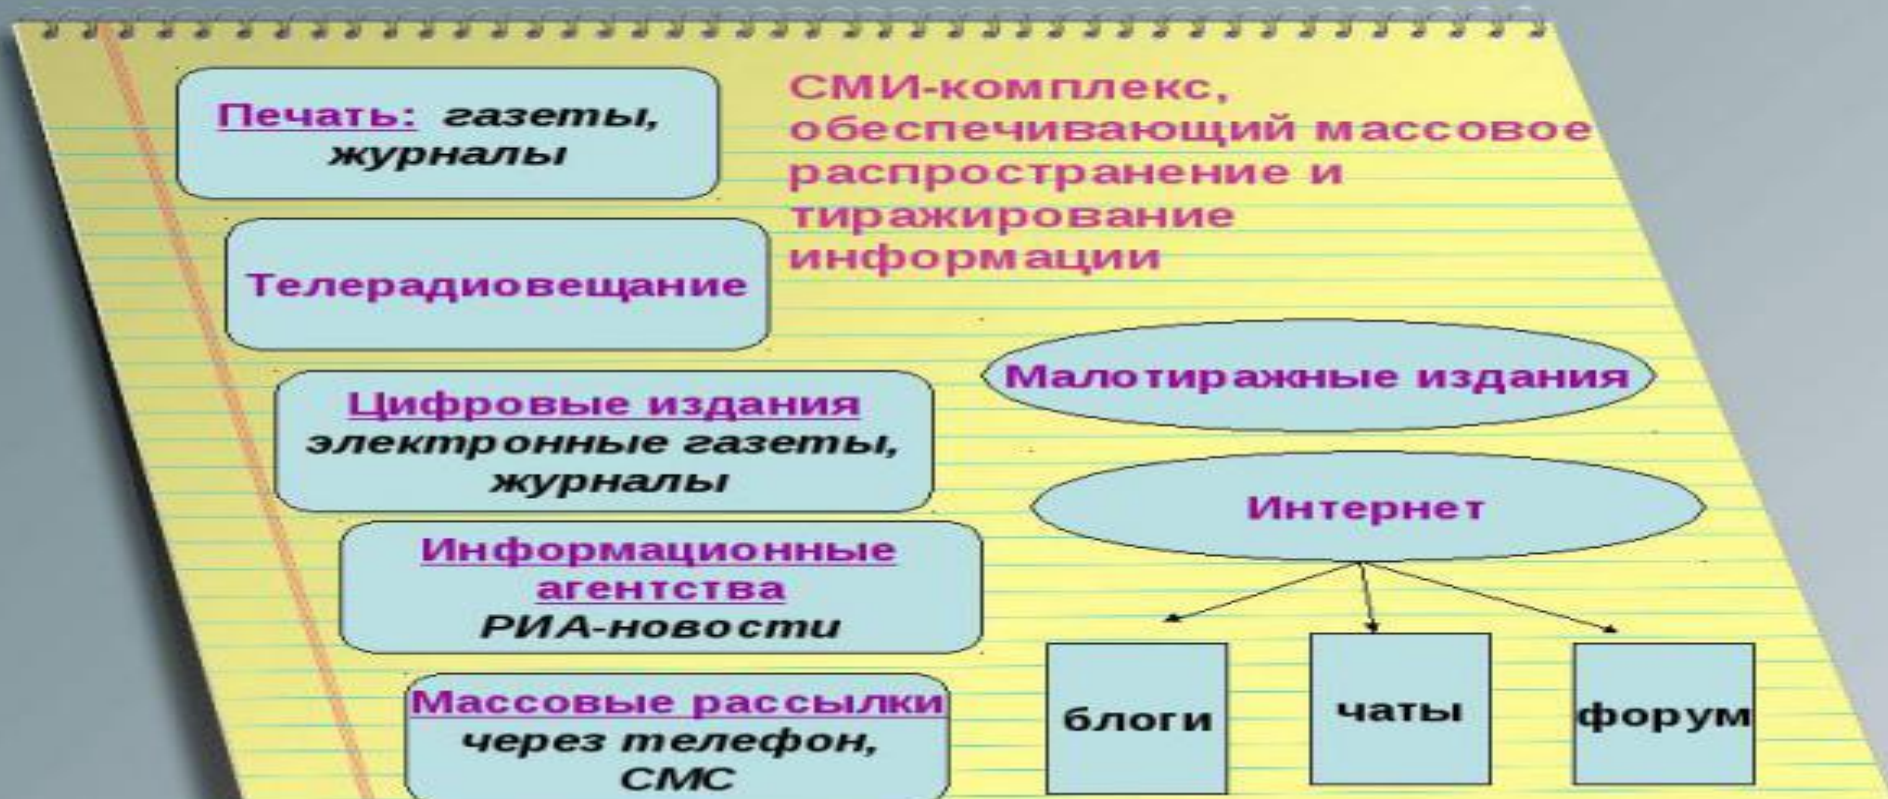 Печать: газеты,
журналы
СМИ-комплекс,
обеспечивающий массовое
распространение и
тиражирование
информации
Телерадиовещание
Цифровые издания
электронные газеты,
журналы
Информационные
агентства
РИА-новости
Массовые рассылки
через телефон,
СМС
Малотиражные издания
Интернет
блоги
чаты
форум